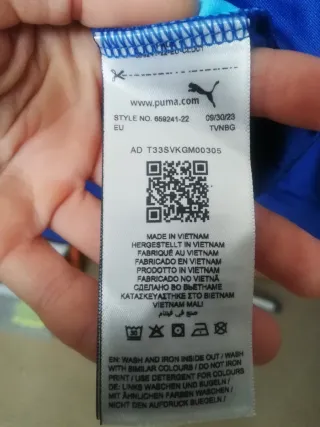 www.puma.com
STYLE NO. 659241-22 09/30/23
EU TVNBG
AD T33SVKGM00305
MADE IN VIETNAM
HERGESTELLT IN VIETNAM
FABRIQUÉ AU VIETNAM
FABRICADO EN VIETNAM
PRODOTTO IN VIETNAM
FABRICADO NO VIETNÃ
СДЕЛАНО ВО ВЬЕТНАМЕ
ΚΑΤΑΣΚΕΥΑΣΤΗΚΕ ΣΤΟ ΒΙΕΤΝΑΜ
VIETNAM MALI
صنع في فيتنام
EN: WASH AND IRON INSIDE OUT / WASH
WITH SIMILAR COLOURS / DO NOT IRON
PRINT / USE DETERGENT FOR COLOURS
DE: LINKS WASCHEN UND BÜGELN /
MIT ÄHNLICHEN FARBEN WASCHEN /
NICHT DEN AUFDRUCK BÜGELN /